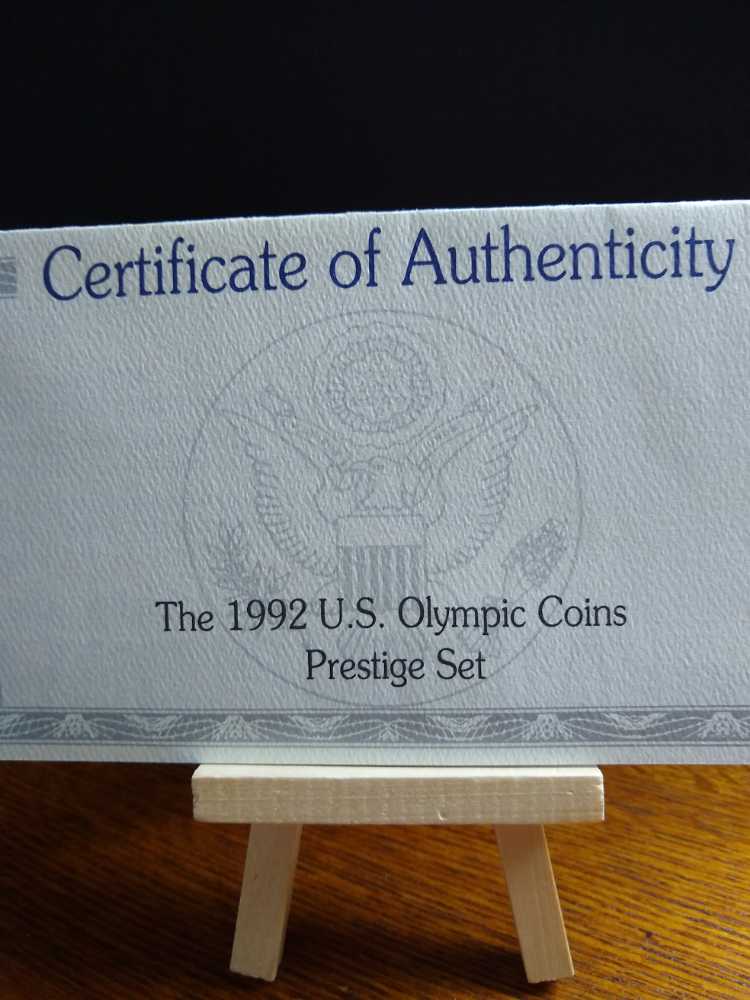 Certificate of Authenticity
The 1992 U.S. Olympic Coins
Prestige Set